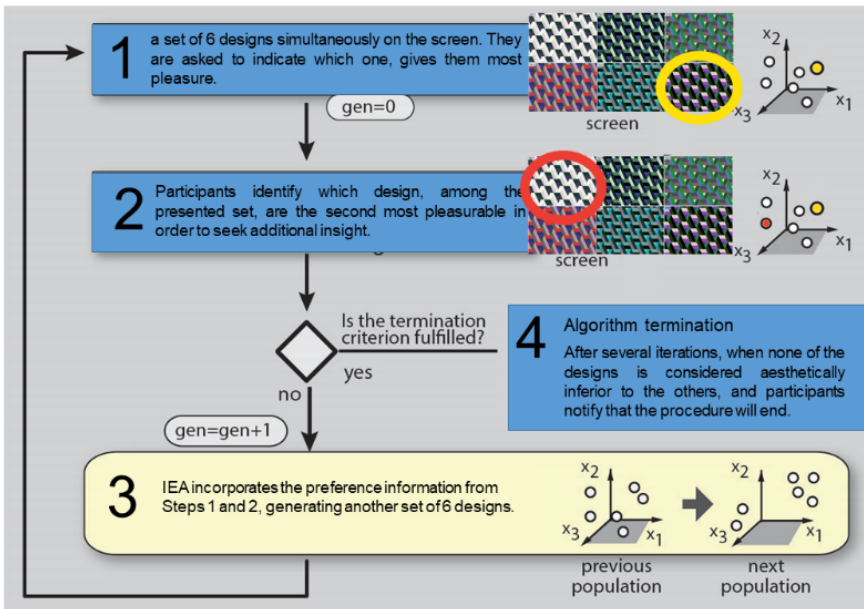 1
a set of 6 designs simultaneously on the screen. They
are asked to indicate which one, gives them most
pleasure.
gen=0
screen
x2
x3
x1
2
Participants identify which design, among the
presented set, are the second most pleasurable in
order to seek additional insight.
screen
x2
x3
x1
Is the termination
criterion fulfilled?
yes
no
4
Algorithm termination
After several iterations, when none of the
designs is considered aesthetically
inferior to the others, and participants
notify that the procedure will end.
gen=gen+1
3
IEA incorporates the preference information from
Steps 1 and 2, generating another set of 6 designs.
x2
x3
x1
previous
population
x2
x3
x1
next
population